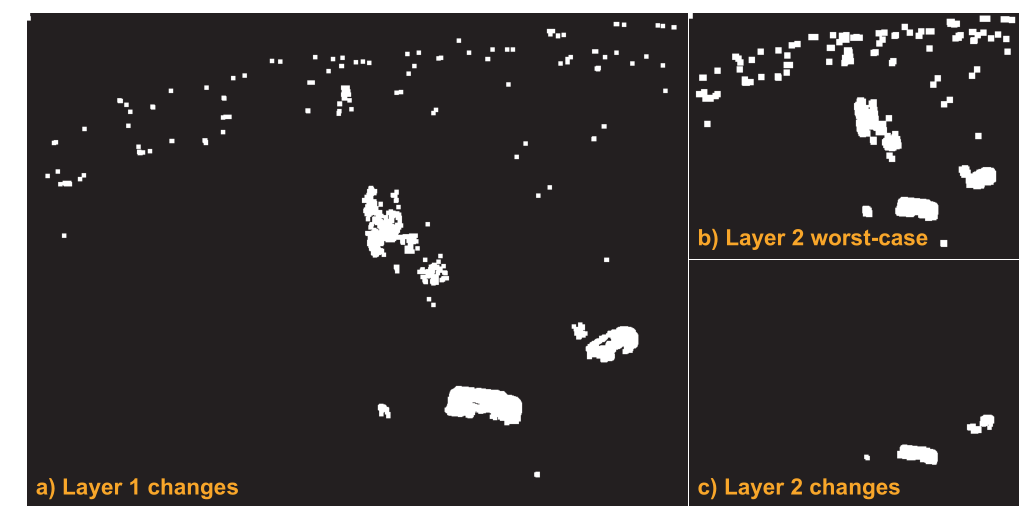 a) Layer 1 changes
b) Layer 2 worst-case
c) Layer 2 changes